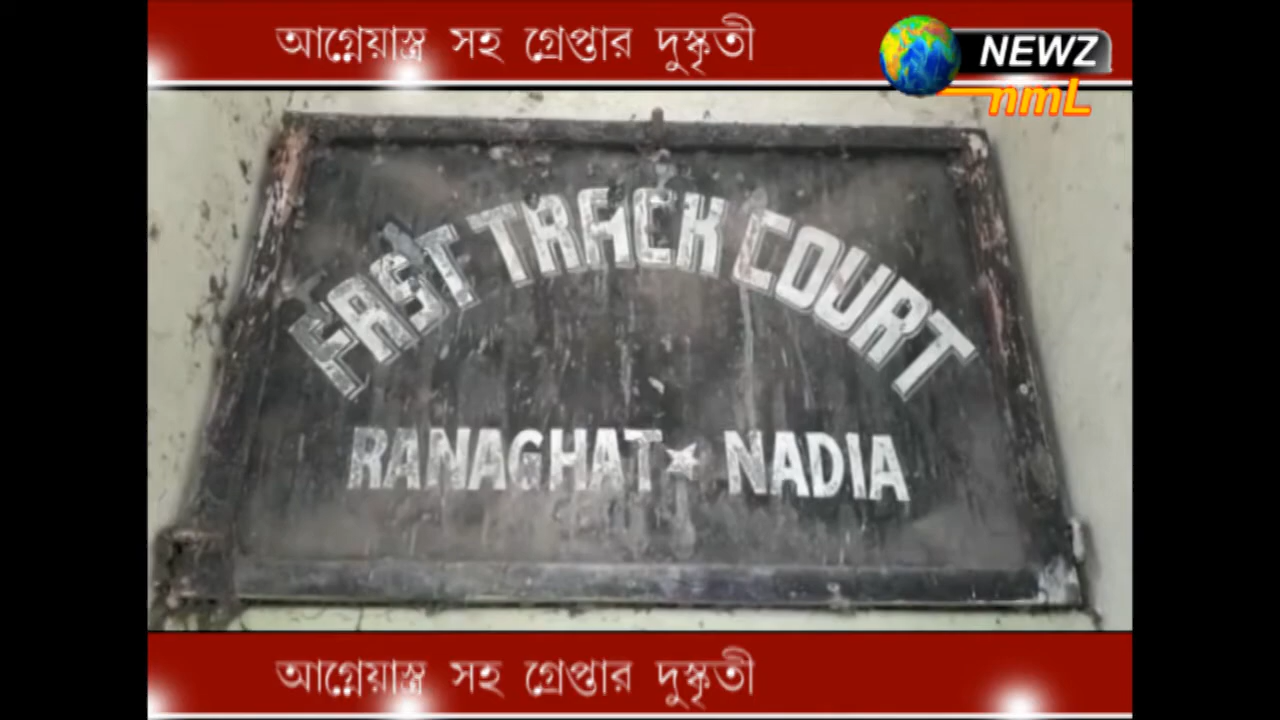 আগ্নেয়াস্ত্র সহ গ্রেপ্তার দুস্কৃতী
NEWZ
nmL
FAST TRACK COURT
RANAGHAT ★ NADIA
আগ্নেয়াস্ত্র সহ গ্রেপ্তার দুস্কৃতী